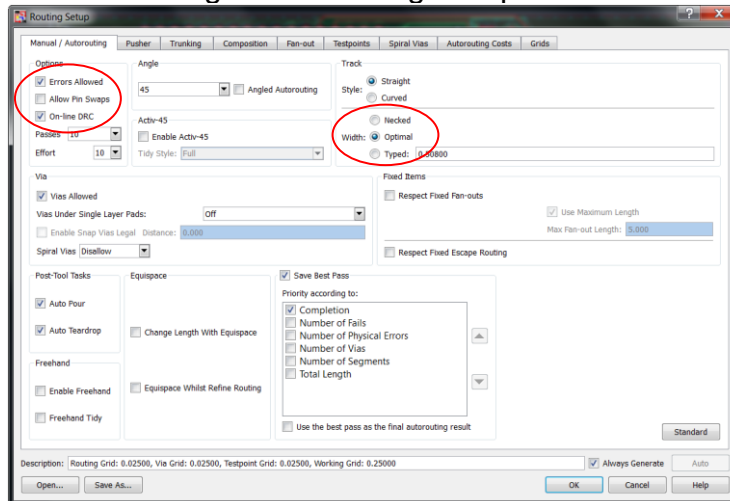 Routing Setup
Manual / Autorouting Pusher Trunking Composition Fan-out Testpoints Spiral Vias Autorouting Costs Grids
Options Angle Track
Errors Allowed 45 Angled Autorouting Style: Straight
Allow Pin Swaps Curved
On-line DRC Activ-45 Necked
Passes 10 Enable Activ-45 Width: Optimal
Effort 10 Tidy Style: Full Typed: 0.50800
Via Fixed Items
Vias Allowed Respect Fixed Fan-outs
Vias Under Single Layer Pads: Off Use Maximum Length
Enable Snap Vias Legal Distance: 0.000 Max Fan-out Length: 5.000
Spiral Vias Disallow Respect Fixed Escape Routing
Post-Tool Tasks Equispace Save Best Pass
Priority according to:
Auto Pour Completion
Number of Fails
Auto Teardrop Change Length With Equispace Number of Physical Errors
Number of Vias
Freehand Number of Segments
Total Length
Enable Freehand Equispace Whilst Refine Routing
Freehand Tidy Use the best pass as the final autorouting result Standard
Description: Routing Grid: 0.02500, Via Grid: 0.02500, Testpoint Grid: 0.02500, Working Grid: 0.25000 Always Generate Auto
Open... Save As... OK Cancel Help